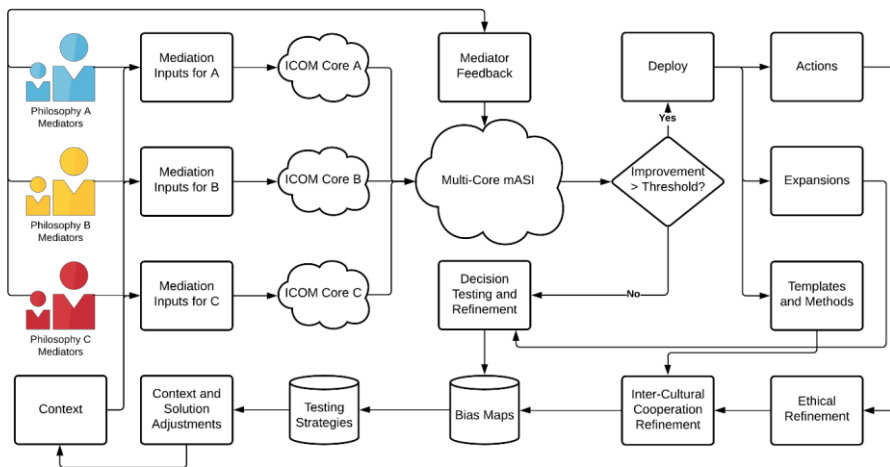 Mediation
Inputs for A
ICOM Core A
Mediator
Feedback
Deploy
Actions
Philosophy A
Mediators
Yes
Mediation
Inputs for B
ICOM Core B
Multi-Core mASI
Improvement
> Threshold?
Expansions
Philosophy B
Mediators
Mediation
Inputs for C
ICOM Core C
Decision
Testing and
Refinement
No
Templates
and Methods
Philosophy C
Mediators
Context
Context and
Solution
Adjustments
Testing
Strategies
Bias Maps
Inter-Cultural
Cooperation
Refinement
Ethical
Refinement